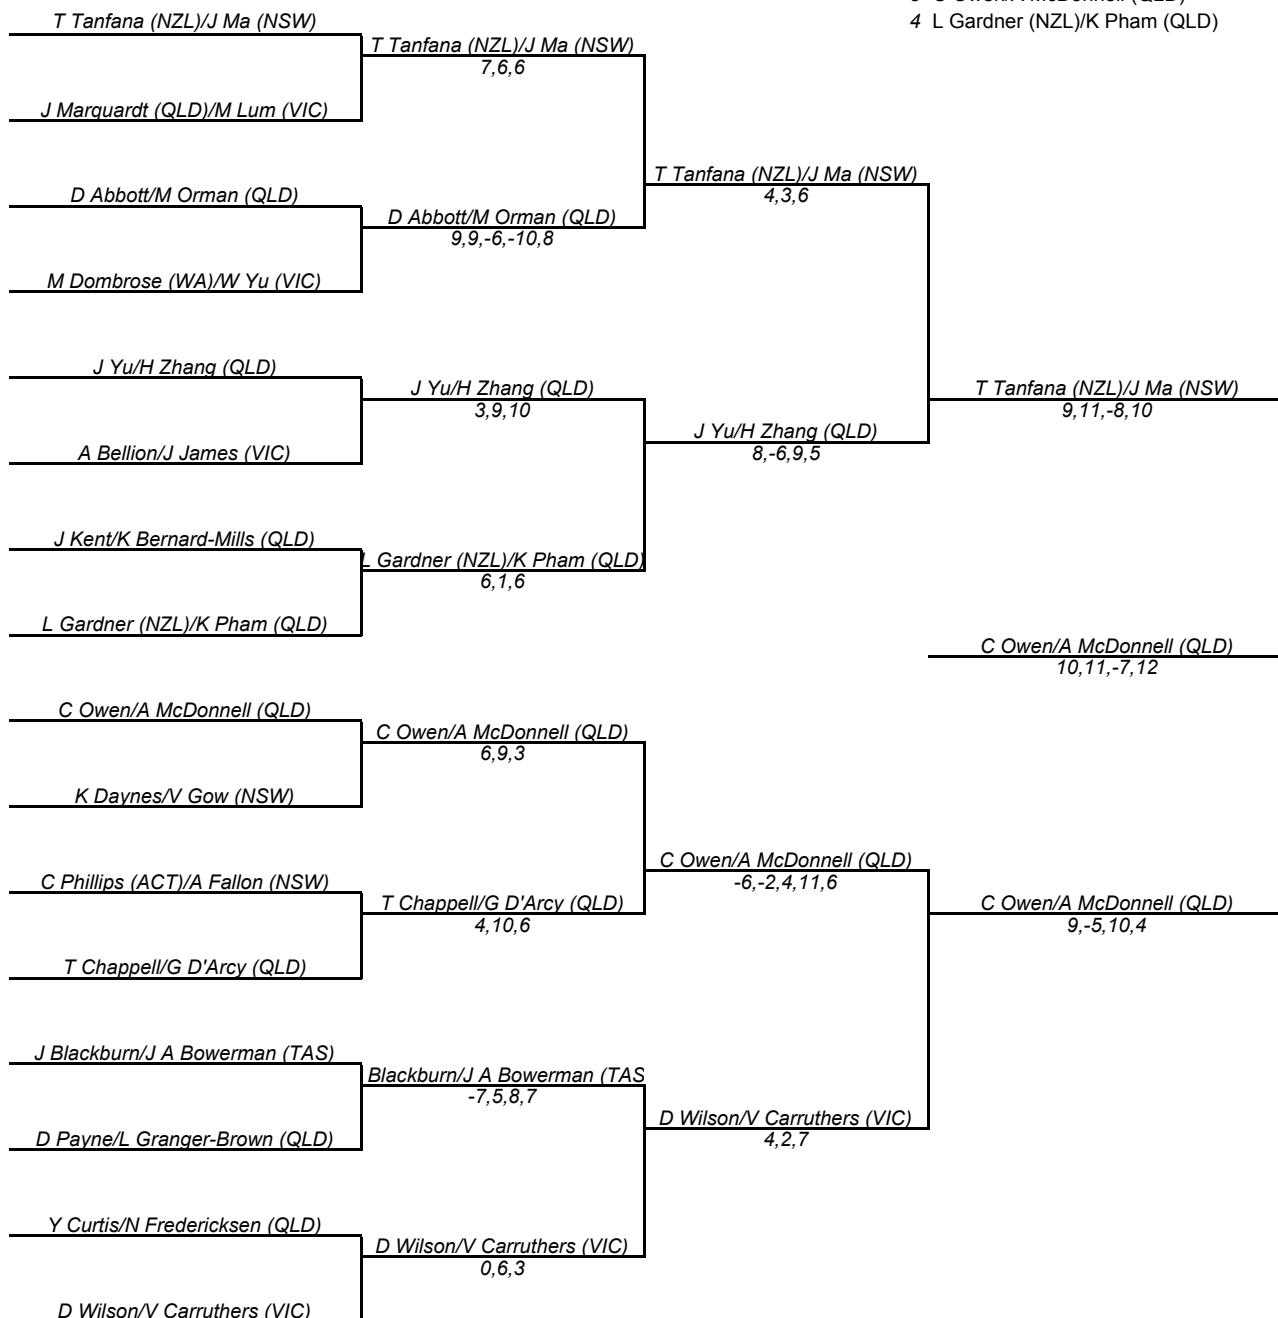 3 C Owen/A McDonnell (QLD)
4 L Gardner (NZL)/K Pham (QLD)
T Tanfana (NZL)/J Ma (NSW)
T Tanfana (NZL)/J Ma (NSW)
7,6,6
J Marquardt (QLD)/M Lum (VIC)
T Tanfana (NZL)/J Ma (NSW)
4,3,6
D Abbott/M Orman (QLD)
D Abbott/M Orman (QLD)
9,9,-6,-10,8
M Dombrose (WA)/W Yu (VIC)
J Yu/H Zhang (QLD)
J Yu/H Zhang (QLD)
3,9,10
T Tanfana (NZL)/J Ma (NSW)
9,11,-8,10
J Yu/H Zhang (QLD)
8,-6,9,5
A Bellion/J James (VIC)
J Kent/K Bernard-Mills (QLD)
L Gardner (NZL)/K Pham (QLD)
6,1,6
L Gardner (NZL)/K Pham (QLD)
C Owen/A McDonnell (QLD)
10,11,-7,12
C Owen/A McDonnell (QLD)
C Owen/A McDonnell (QLD)
6,9,3
K Daynes/V Gow (NSW)
C Owen/A McDonnell (QLD)
-6,-2,4,11,6
C Phillips (ACT)/A Fallon (NSW)
T Chappell/G D'Arcy (QLD)
4,10,6
C Owen/A McDonnell (QLD)
9,-5,10,4
T Chappell/G D'Arcy (QLD)
J Blackburn/J A Bowerman (TAS)
Blackburn/J A Bowerman (TAS
-7,5,8,7
D Wilson/V Carruthers (VIC)
4,2,7
D Payne/L Granger-Brown (QLD)
Y Curtis/N Fredericksen (QLD)
D Wilson/V Carruthers (VIC)
0,6,3
D Wilson/V Carruthers (VIC)